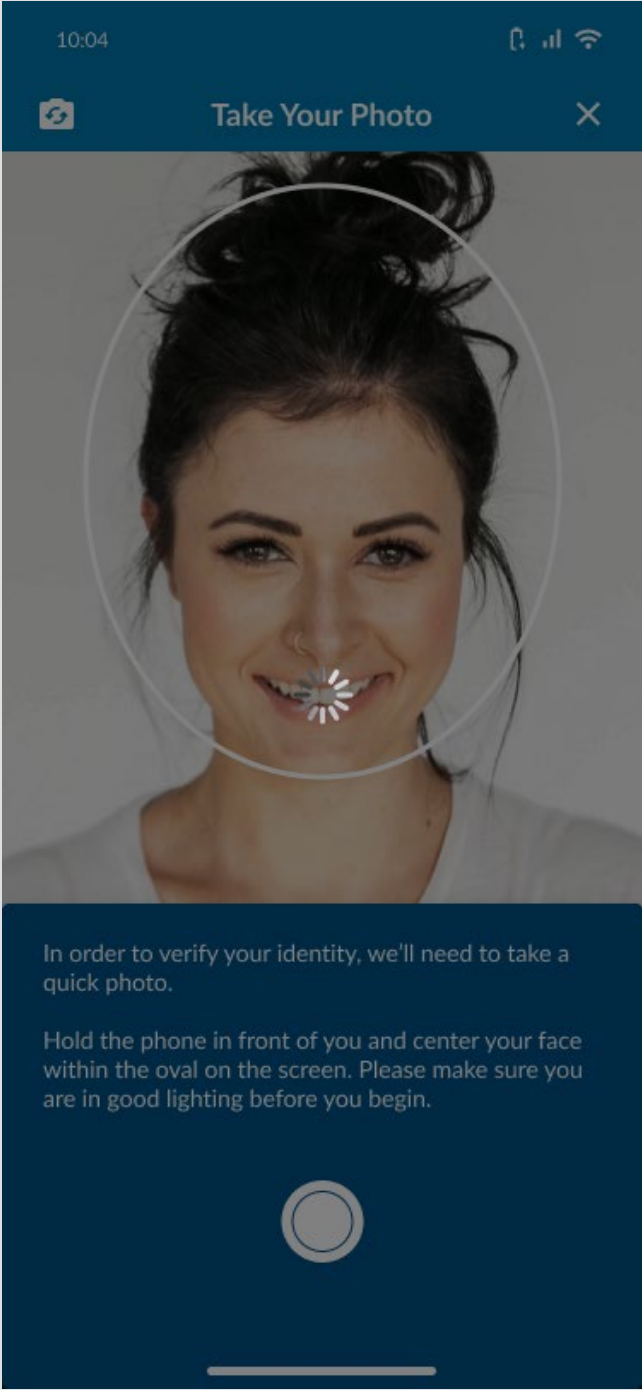 10:04
Take Your Photo
In order to verify your identity, we'll need to take a
quick photo.
Hold the phone in front of you and center your face
within the oval on the screen. Please make sure you
are in good lighting before you begin.